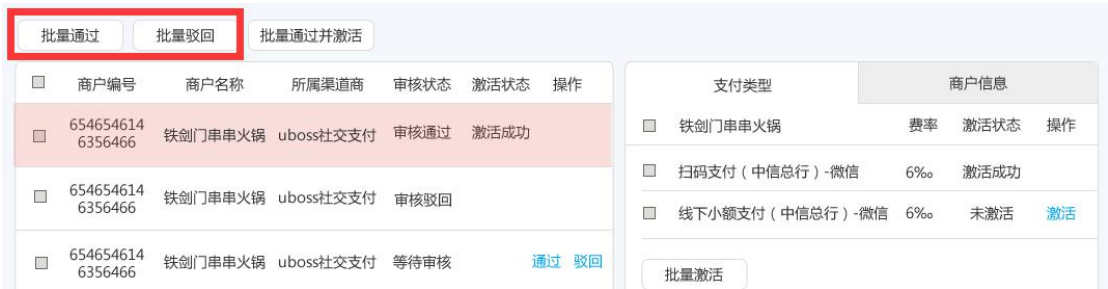 批量通过 批量驳回 批量通过并激活
商户编号 商户名称 所属渠道商 审核状态 激活状态 操作
654654614
6356466 铁剑门串串火锅 uboss社交支付 审核通过 激活成功
654654614
6356466 铁剑门串串火锅 uboss社交支付 审核驳回
654654614
6356466 铁剑门串串火锅 uboss社交支付 等待审核 通过 驳回
支付类型 商户信息
铁剑门串串火锅 费率 激活状态 操作
扫码支付（中信总行）-微信 6‰ 激活成功
线下小额支付（中信总行）-微信 6‰ 未激活 激活
批量激活